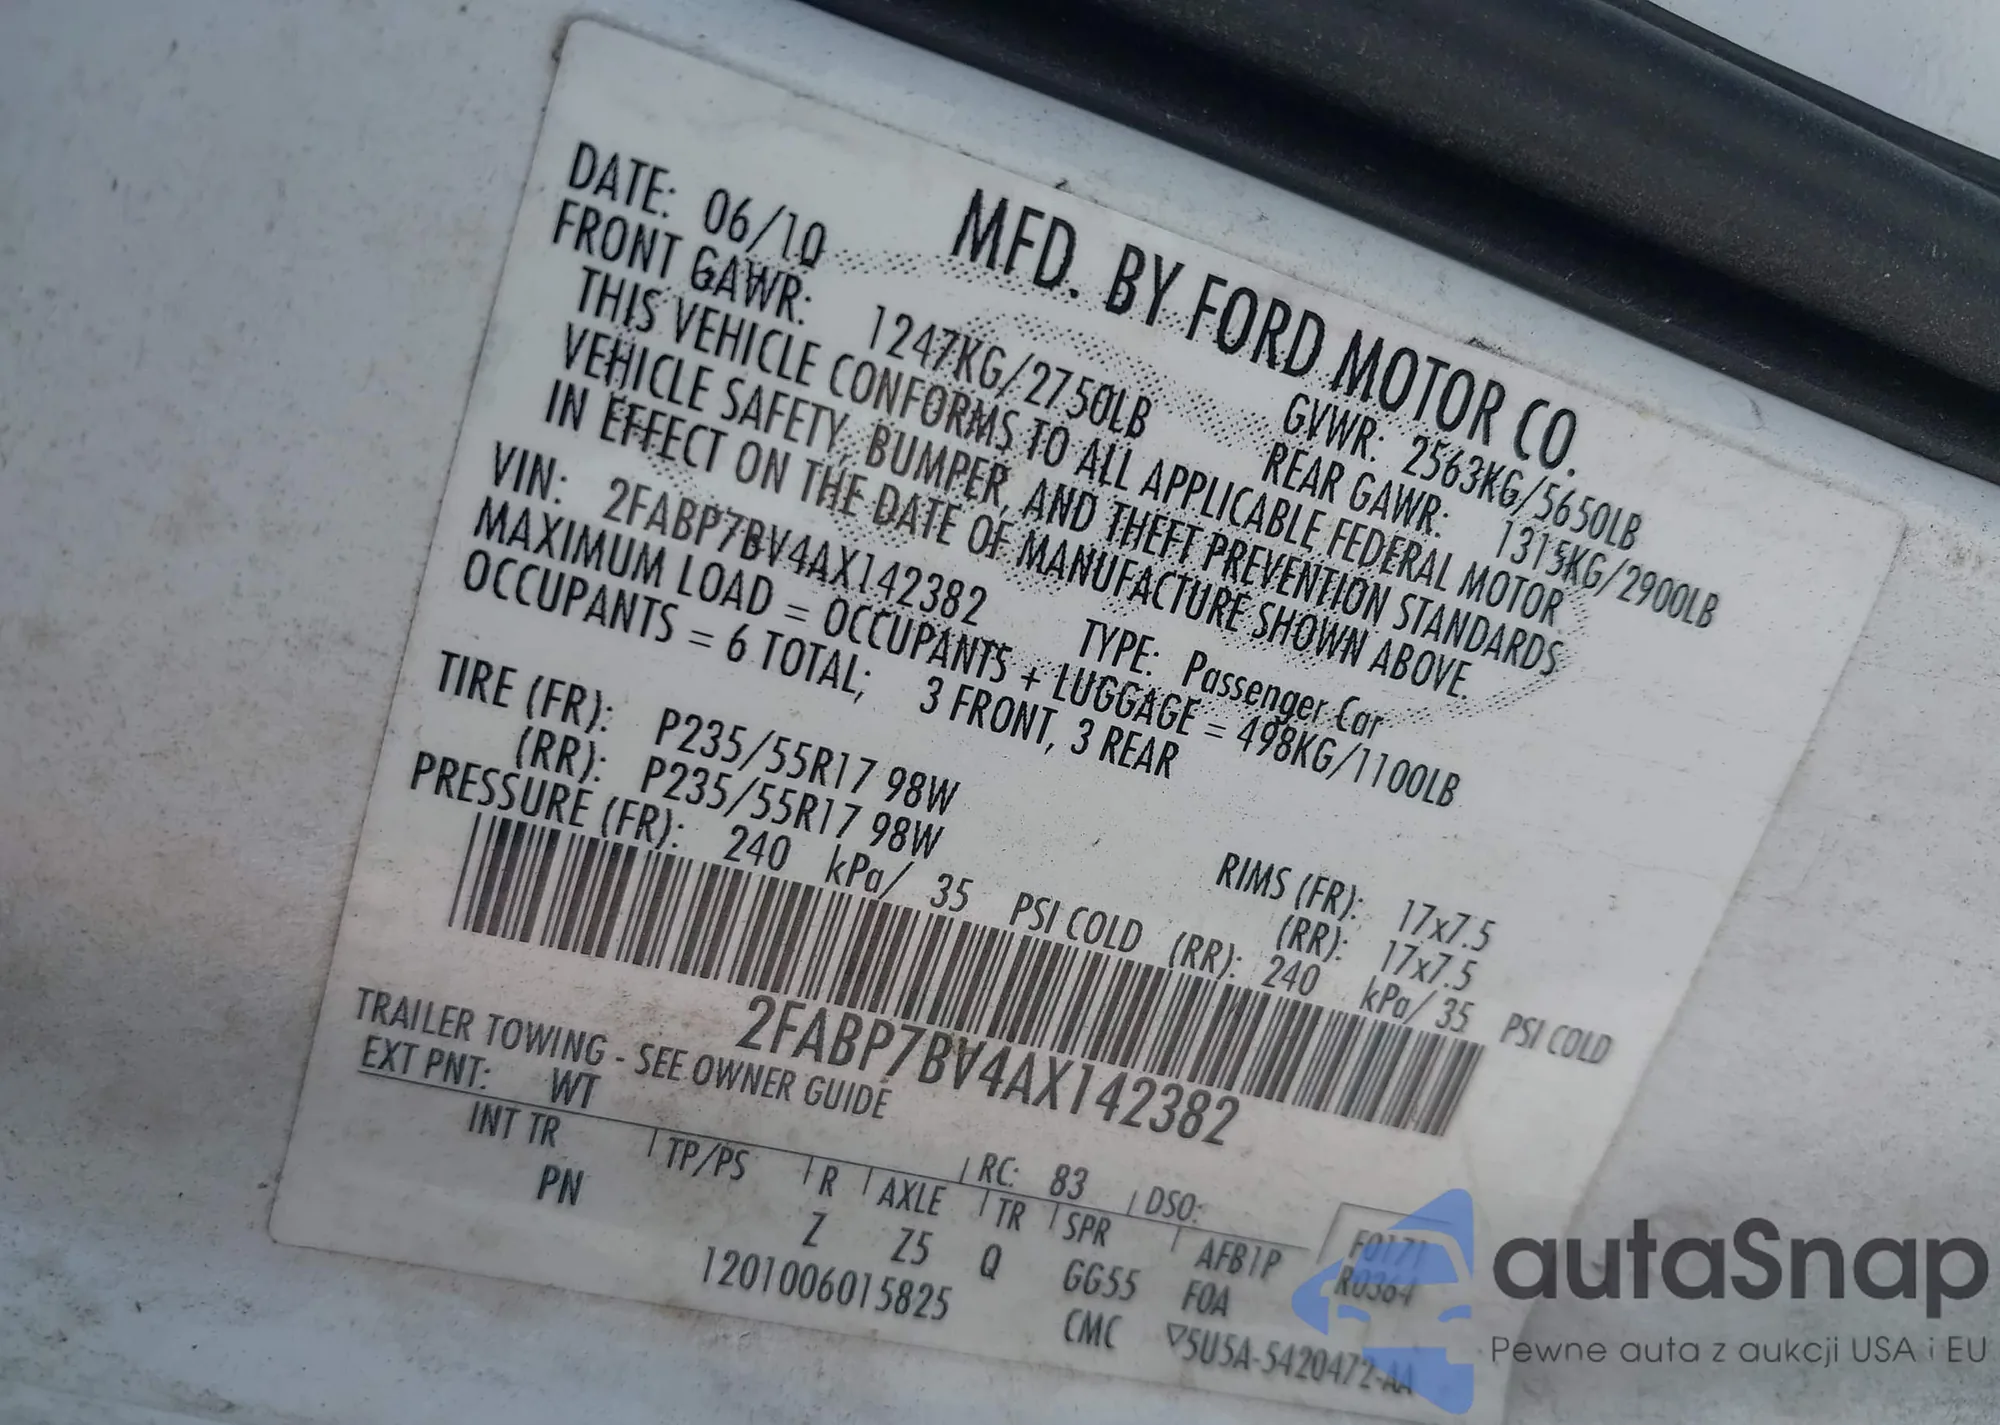 MFD. BY FORD MOTOR CO.
DATE: 06/10 GVWR: 2563KG/5650LB
FRONT GAWR: 1247KG/2750LB REAR GAWR: 1315KG/2900LB
THIS VEHICLE CONFORMS TO ALL APPLICABLE FEDERAL MOTOR
VEHICLE SAFETY, BUMPER, AND THEFT PREVENTION STANDARDS
IN EFFECT ON THE DATE OF MANUFACTURE SHOWN ABOVE.
VIN: 2FABP7BV4AX142382 TYPE: Passenger Car
MAXIMUM LOAD = OCCUPANTS + LUGGAGE = 498KG/1100LB
OCCUPANTS = 6 TOTAL; 3 FRONT, 3 REAR
TIRE (FR): P235/55R17 98W RIMS (FR): 17x7.5
(RR): P235/55R17 98W (RR): 17x7.5
PRESSURE (FR): 240 kPa/ 35 PSI COLD (RR): 240 kPa/ 35 PSI COLD
2FABP7BV4AX142382
TRAILER TOWING - SEE OWNER GUIDE
EXT PNT: WT RC: 83 DSO: F0171
INT TR TP/PS R AXLE TR SPR AFB1P R0364
PN Z Z5 Q GG55 FOA
1201006015825 CMC ▽5U5A-5420472-AA
autaSnap
Pewne auta z aukcji USA i EU